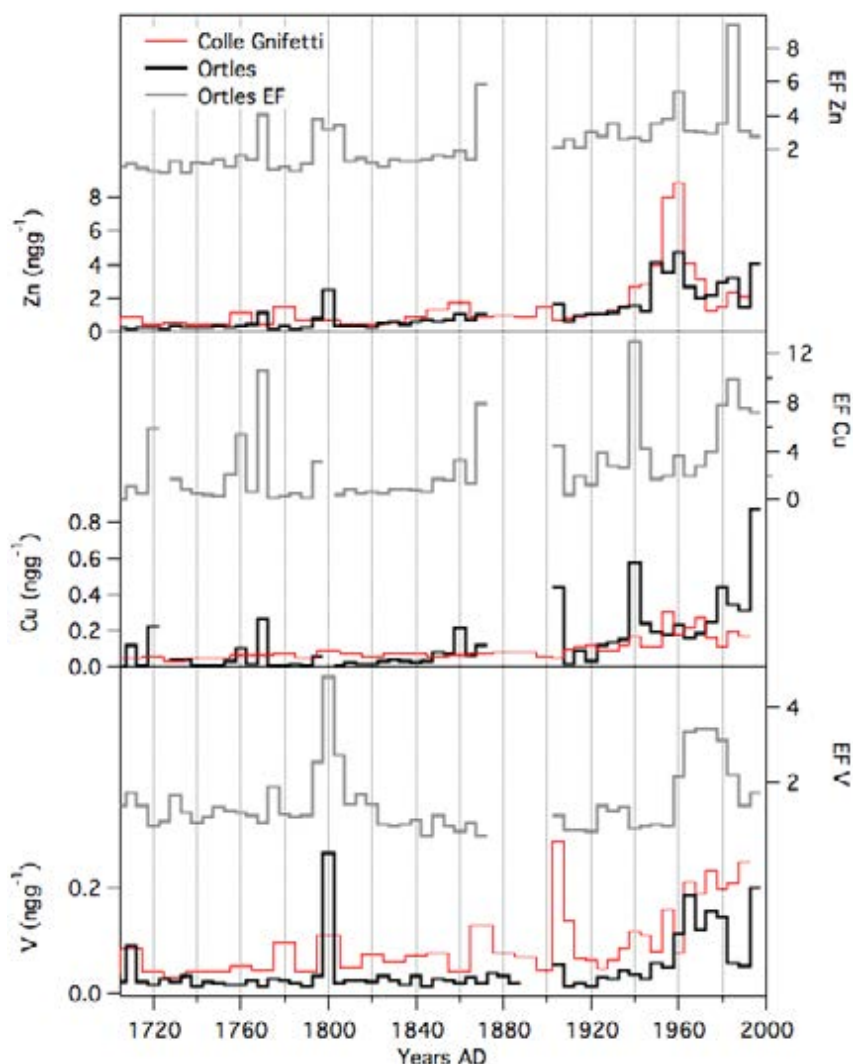 Colle Gnifetti
Ortles
Ortles EF
8
6
4
2
EF Zn
8
6
4
2
0
Zn (ngg⁻¹)
12
8
4
0
EF Cu
0.8
0.6
0.4
0.2
0.0
Cu (ngg⁻¹)
4
2
EF V
0.2
0.0
V (ngg⁻¹)
1720 1760 1800 1840 1880 1920 1960 2000
Years AD